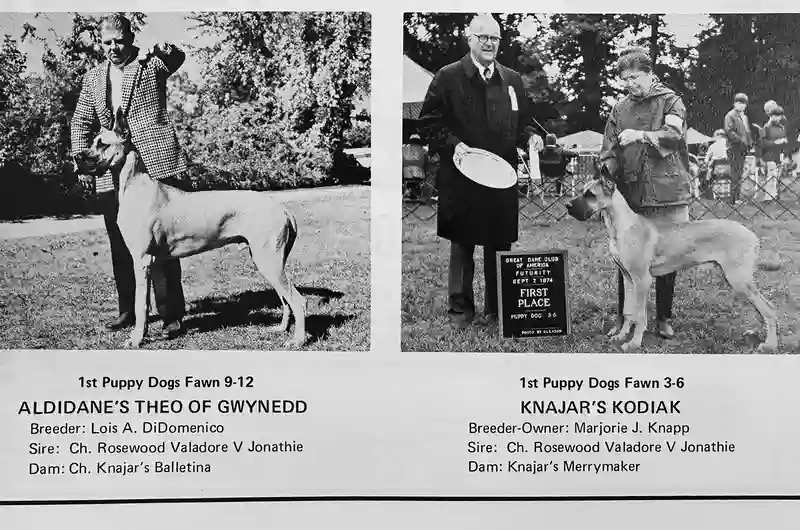 GREAT DANE CLUB
OF AMERICA
FUTURITY
SEPT 7, 1974
FIRST
PLACE
PUPPY DOG 3-6
PHOTO BY GLEASON
1st Puppy Dogs Fawn 9-12
ALDIDANE'S THEO OF GWYNEDD
Breeder: Lois A. DiDomenico
Sire: Ch. Rosewood Valadore V Jonathie
Dam: Ch. Knajar's Balletina
1st Puppy Dogs Fawn 3-6
KNAJAR'S KODIAK
Breeder-Owner: Marjorie J. Knapp
Sire: Ch. Rosewood Valadore V Jonathie
Dam: Knajar's Merrymaker